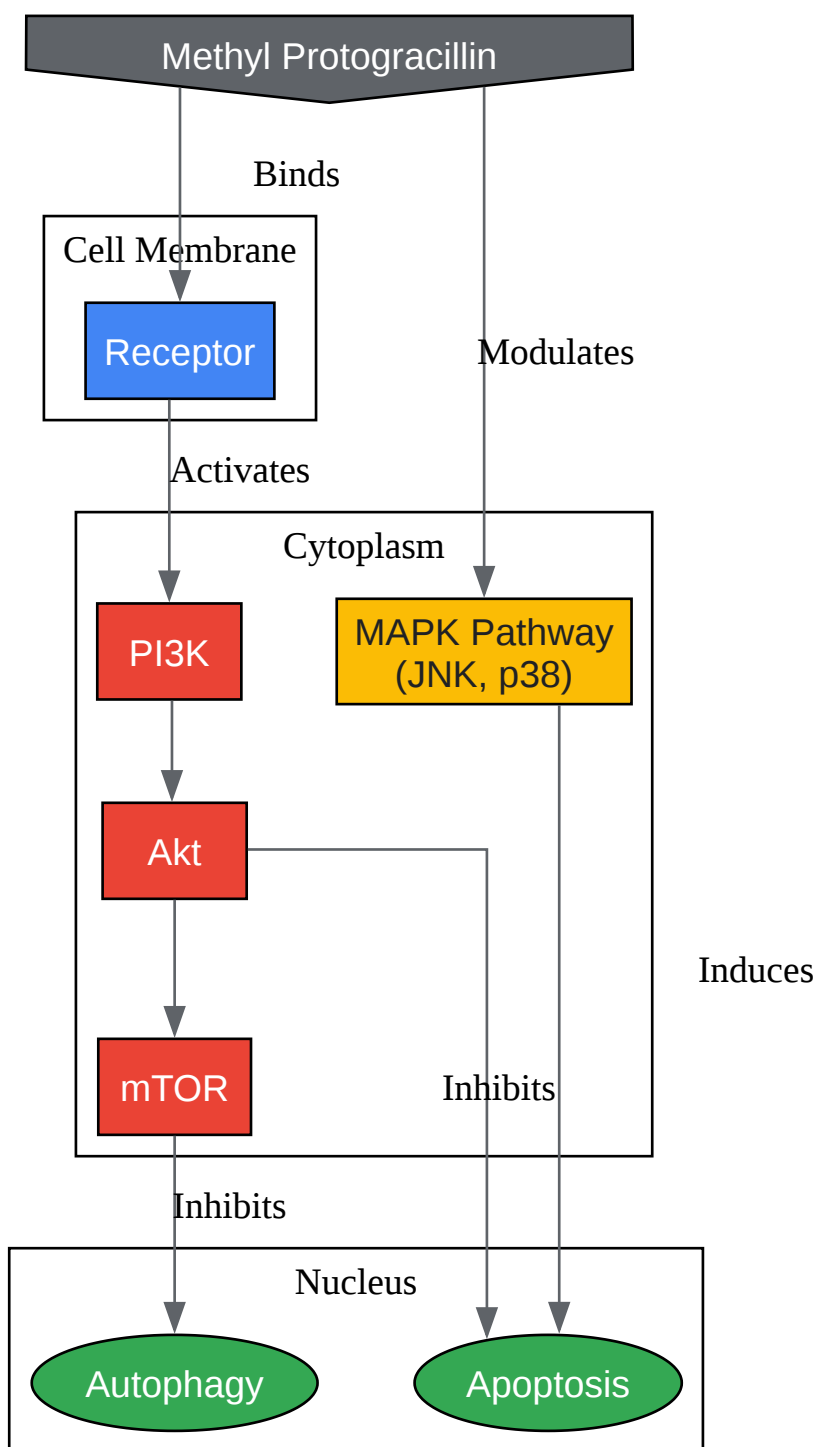 Methyl Protogracillin
Binds
Cell Membrane
Receptor
Modulates
Activates
Cytoplasm
PI3K
MAPK Pathway
(JNK, p38)
Akt
Induces
mTOR
Inhibits
Inhibits
Nucleus
Autophagy
Apoptosis